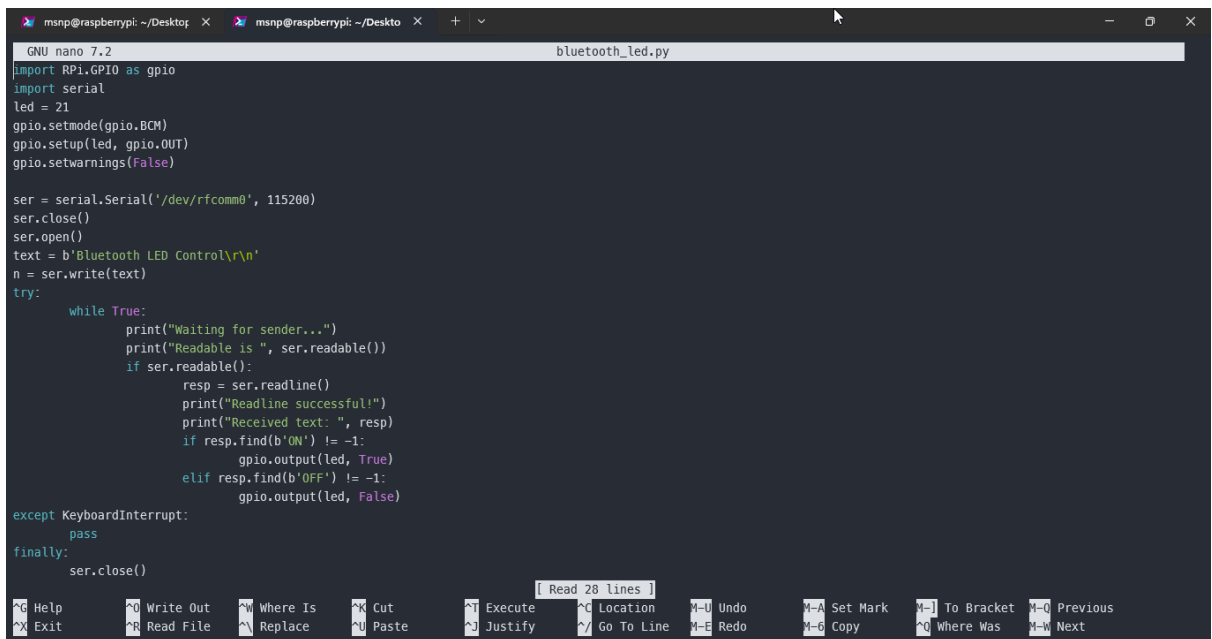 msnp@raspberrypi: ~/Desktop msnp@raspberrypi: ~/Deskto
GNU nano 7.2 bluetooth_led.py
import RPi.GPIO as gpio
import serial
led = 21
gpio.setmode(gpio.BCM)
gpio.setup(led, gpio.OUT)
gpio.setwarnings(False)

ser = serial.Serial('/dev/rfcomm0', 115200)
ser.close()
ser.open()
text = b'Bluetooth LED Control\r\n'
n = ser.write(text)
try:
        while True:
                print("Waiting for sender...")
                print("Readable is ", ser.readable())
                if ser.readable():
                        resp = ser.readline()
                        print("Readline successful!")
                        print("Received text: ", resp)
                        if resp.find(b'ON') != -1:
                                gpio.output(led, True)
                        elif resp.find(b'OFF') != -1:
                                gpio.output(led, False)
except KeyboardInterrupt:
        pass
finally:
        ser.close()
[ Read 28 lines ]
^G Help ^O Write Out ^W Where Is ^K Cut ^T Execute ^C Location M-U Undo M-A Set Mark M-] To Bracket M-Q Previous
^X Exit ^R Read File ^\ Replace ^U Paste ^J Justify ^/ Go To Line M-E Redo M-6 Copy ^Q Where Was M-W Next